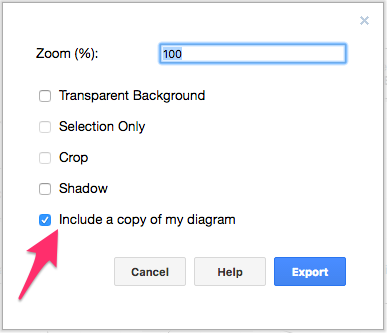 Zoom (%): 100
Transparent Background
Selection Only
Crop
Shadow
Include a copy of my diagram
Cancel Help Export